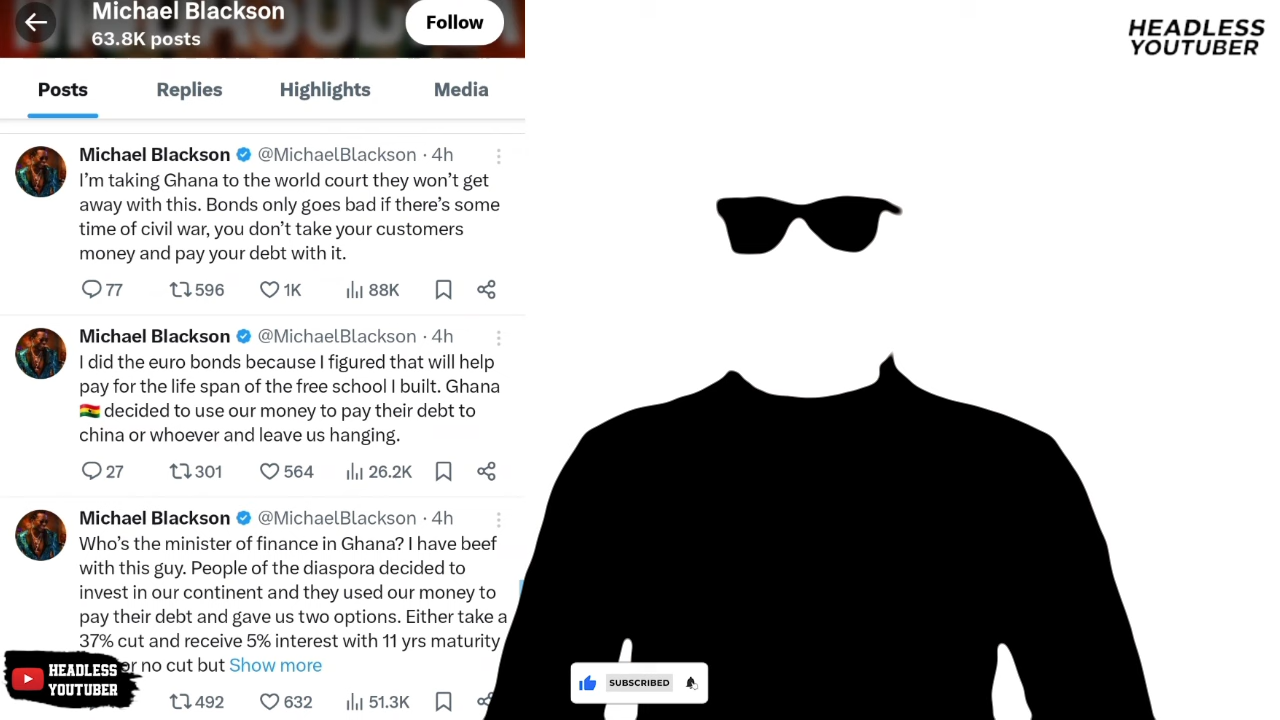 Michael Blackson
63.8K posts
Follow
HEADLESS
YOUTUBER
Posts Replies Highlights Media
Michael Blackson @MichaelBlackson · 4h
I'm taking Ghana to the world court they won't get
away with this. Bonds only goes bad if there's some
time of civil war, you don't take your customers
money and pay your debt with it.
77 596 1K 88K
Michael Blackson @MichaelBlackson · 4h
I did the euro bonds because I figured that will help
pay for the life span of the free school I built. Ghana
🇬🇭 decided to use our money to pay their debt to
china or whoever and leave us hanging.
27 301 564 26.2K
Michael Blackson @MichaelBlackson · 4h
Who's the minister of finance in Ghana? I have beef
with this guy. People of the diaspora decided to
invest in our continent and they used our money to
pay their debt and gave us two options. Either take a
37% cut and receive 5% interest with 11 yrs maturity
or no cut but Show more
492 632 51.3K
HEADLESS
YOUTUBER
SUBSCRIBED